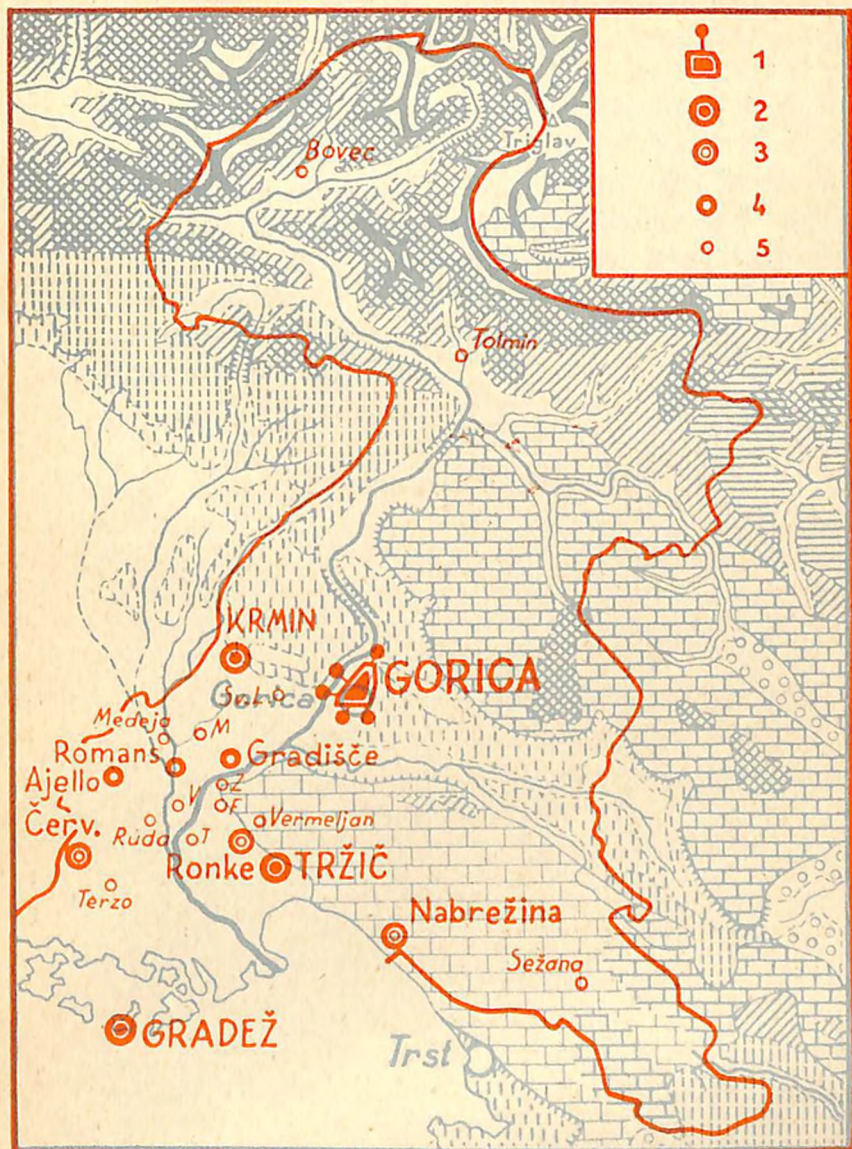 1
2
3
4
5
Bovec
Triglav
Tolmin
KRMIN
GORICA
Gorica
Medeja
M
Romans
Gradišče
Ajello
Z
V
F
Červ.
Ruda
T
Vermeljan
Ronke
TRŽIČ
Terzo
Nabrežina
Sežana
GRADEŽ
Trst